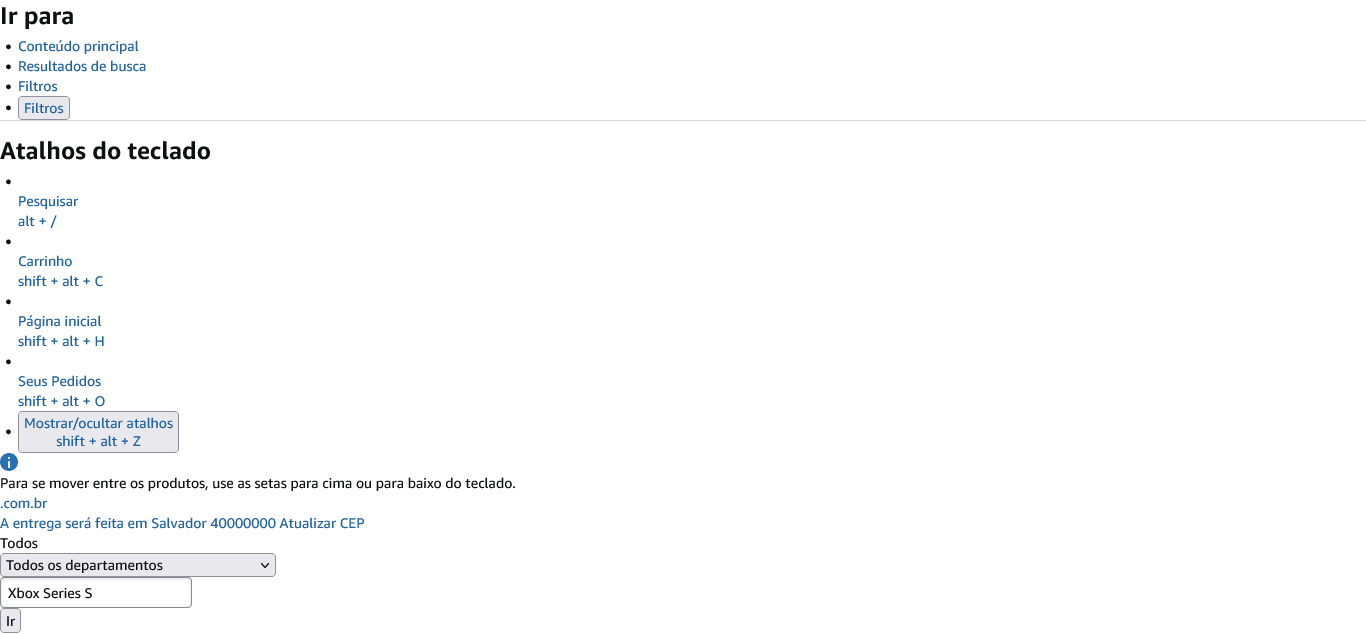 Ir para
Conteúdo principal
Resultados de busca
Filtros
Filtros
Atalhos do teclado
Pesquisar
alt + /
Carrinho
shift + alt + C
Página inicial
shift + alt + H
Seus Pedidos
shift + alt + O
Mostrar/ocultar atalhos
shift + alt + Z
Para se mover entre os produtos, use as setas para cima ou para baixo do teclado.
.com.br
A entrega será feita em Salvador 40000000 Atualizar CEP
Todos
Todos os departamentos
Xbox Series S
Ir